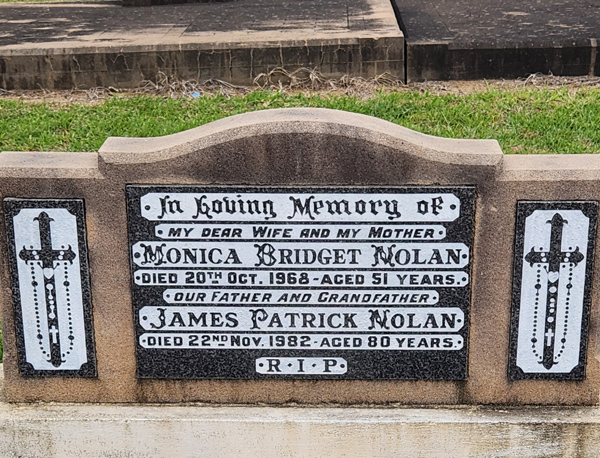 In Loving Memory of
MY DEAR WIFE AND MY MOTHER
MONICA BRIDGET NOLAN
DIED 20TH OCT. 1968-AGED 51 YEARS.
OUR FATHER AND GRANDFATHER
JAMES PATRICK NOLAN
DIED 22ND NOV. 1982-AGED 80 YEARS.
R·I·P